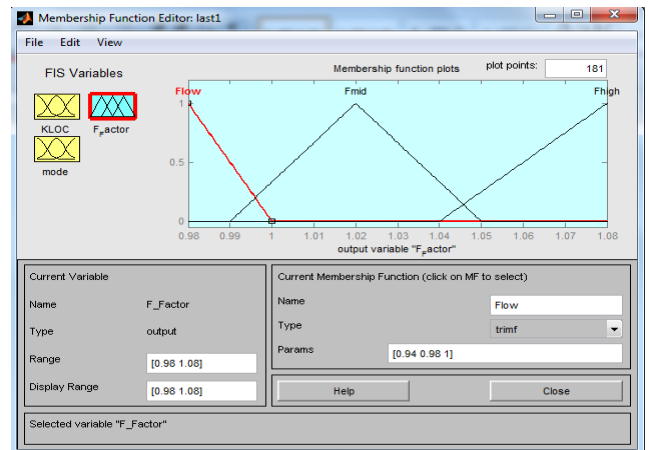 Membership Function Editor: last1
File Edit View
FIS Variables
KLOC
F_Factor
mode
Membership function plots
plot points:
181
Flow
Fmid
Fhigh
1
0.5
0
0.98 0.99 1 1.01 1.02 1.03 1.04 1.05 1.06 1.07 1.08
output variable "F_Factor"
Current Variable
Name F_Factor
Type output
Range [0.98 1.08]
Display Range [0.98 1.08]
Current Membership Function (click on MF to select)
Name Flow
Type trimf
Params [0.94 0.98 1]
Help Close
Selected variable "F_Factor"